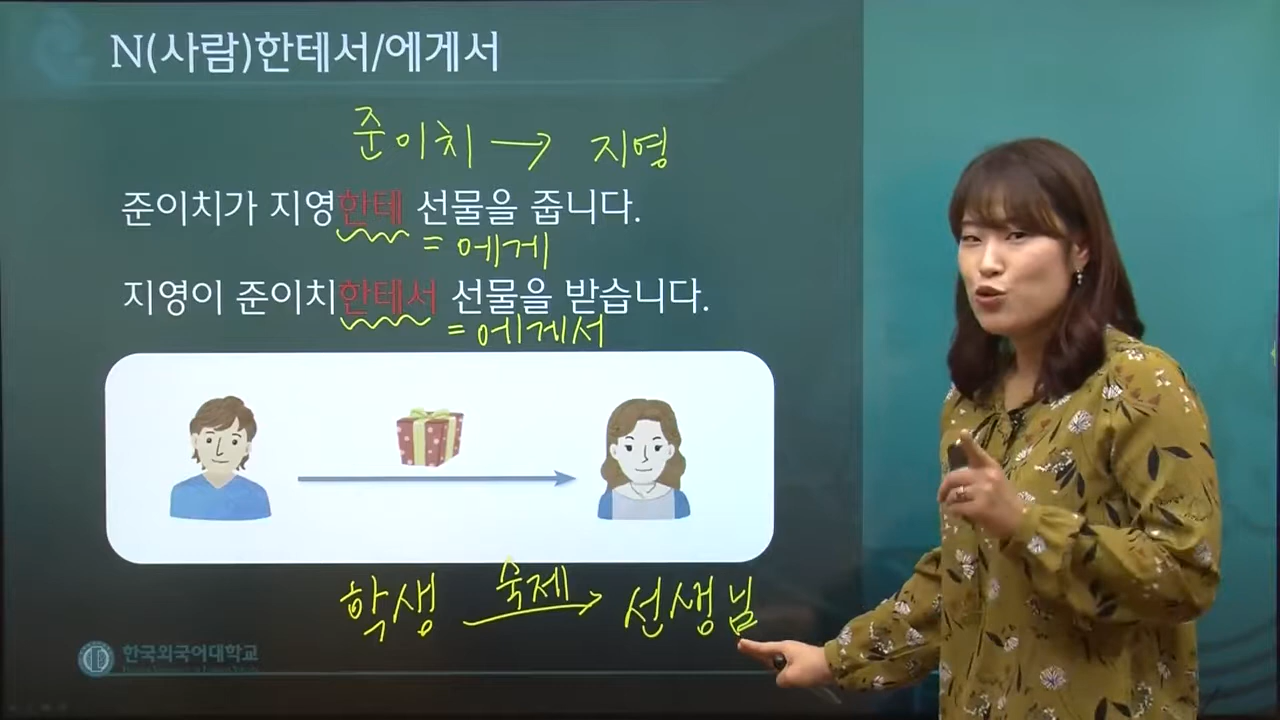 N(사람)한테서/에게서
준이치 → 지영
준이치가 지영한테 선물을 줍니다.
= 에게
지영이 준이치한테서 선물을 받습니다.
= 에게서
학생 숙제 → 선생님
한국외국어대학교